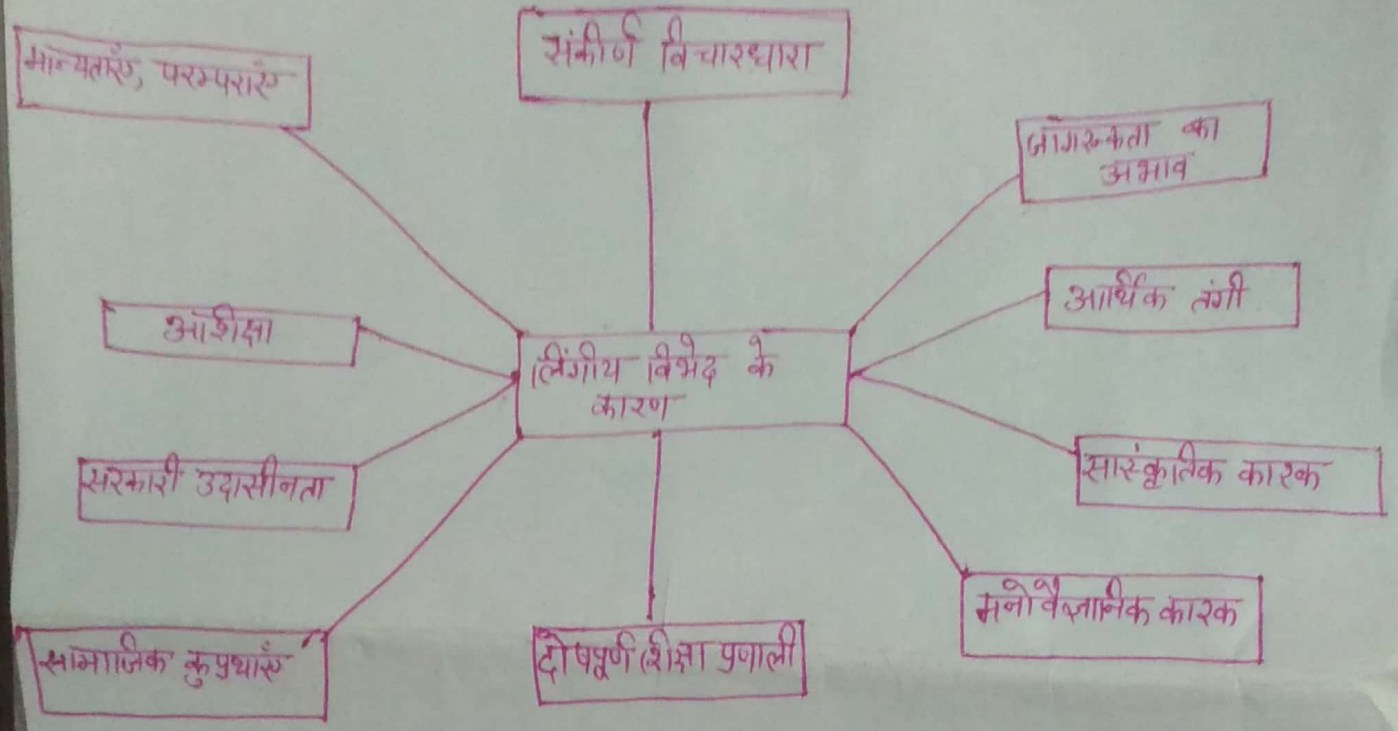 संकीर्ण विचारधारा
मान्यताएं, परम्पराएं
जागरूकता का
अभाव
आर्थिक तंगी
अशिक्षा
लिंगीय विभेद के
कारण
सरकारी उदासीनता
सांस्कृतिक कारक
मनोवैज्ञानिक कारक
सामाजिक कुप्रथाएं
दोषपूर्ण शिक्षा प्रणाली